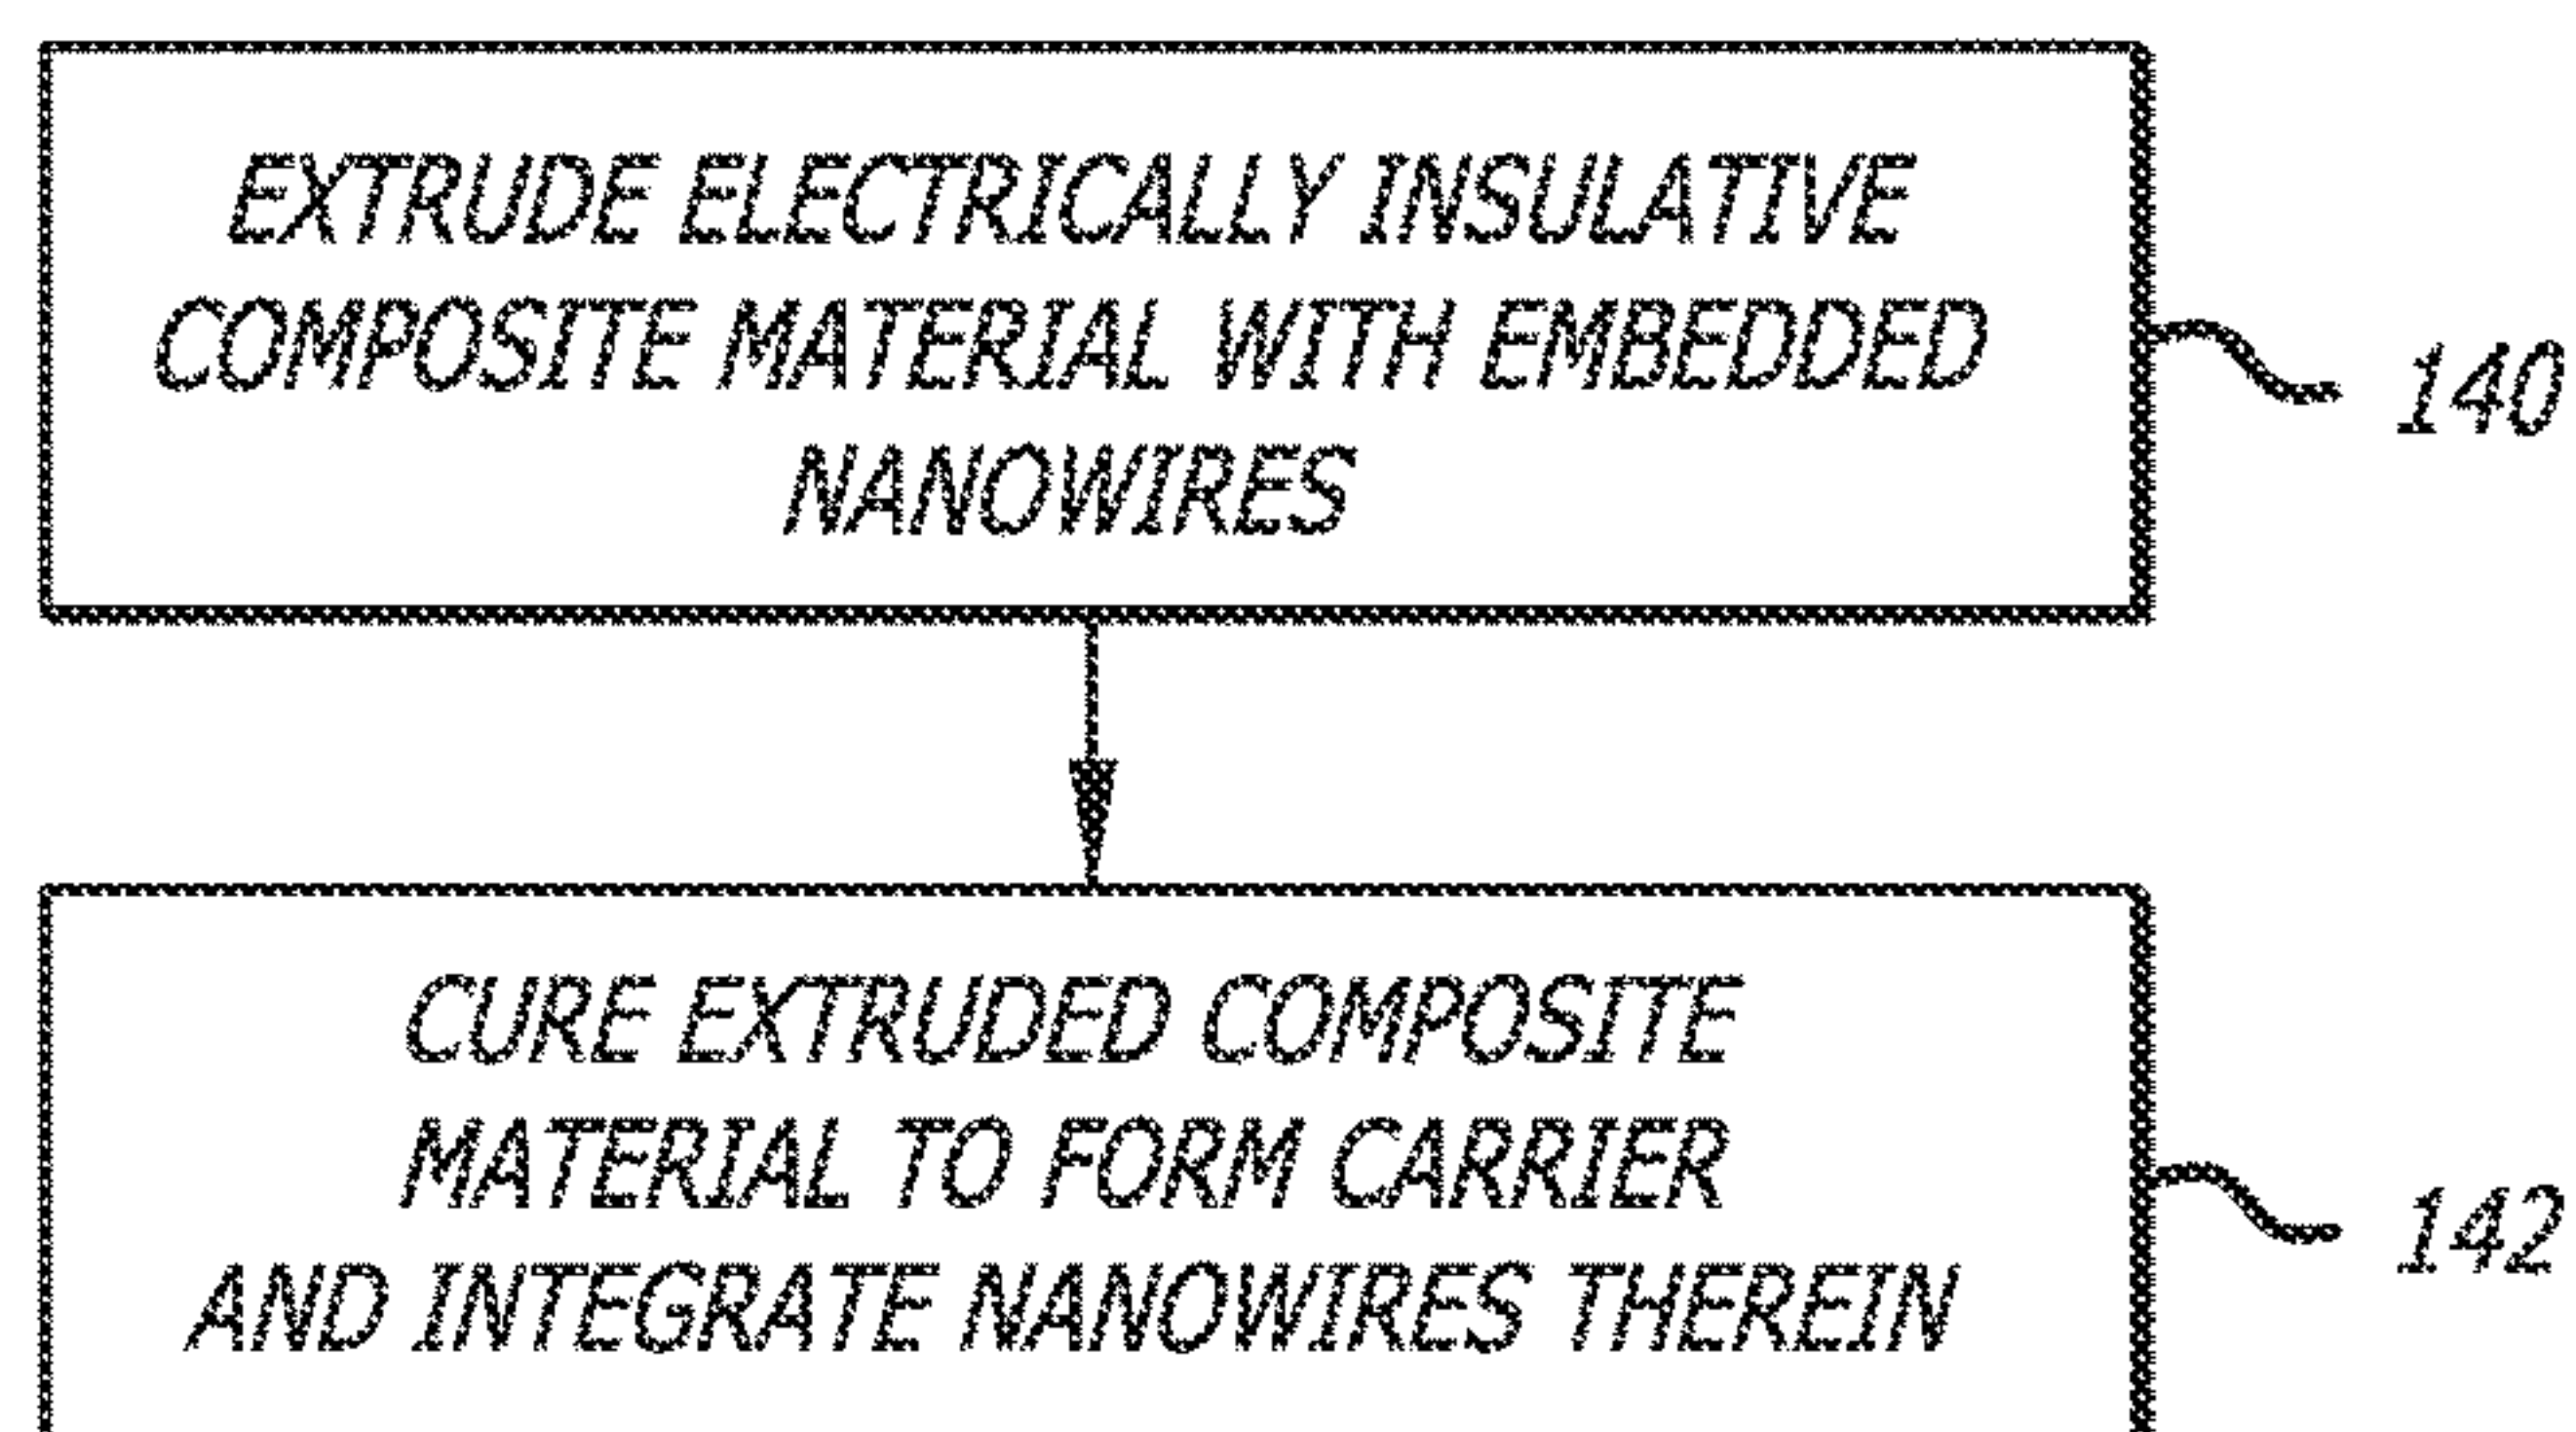 EXTRUDE ELECTRICALLY INSULATIVE
COMPOSITE MATERIAL WITH EMBEDDED
NANOWIRES
140
CURE EXTRUDED COMPOSITE
MATERIAL TO FORM CARRIER
AND INTEGRATE NANOWIRES THEREIN
142